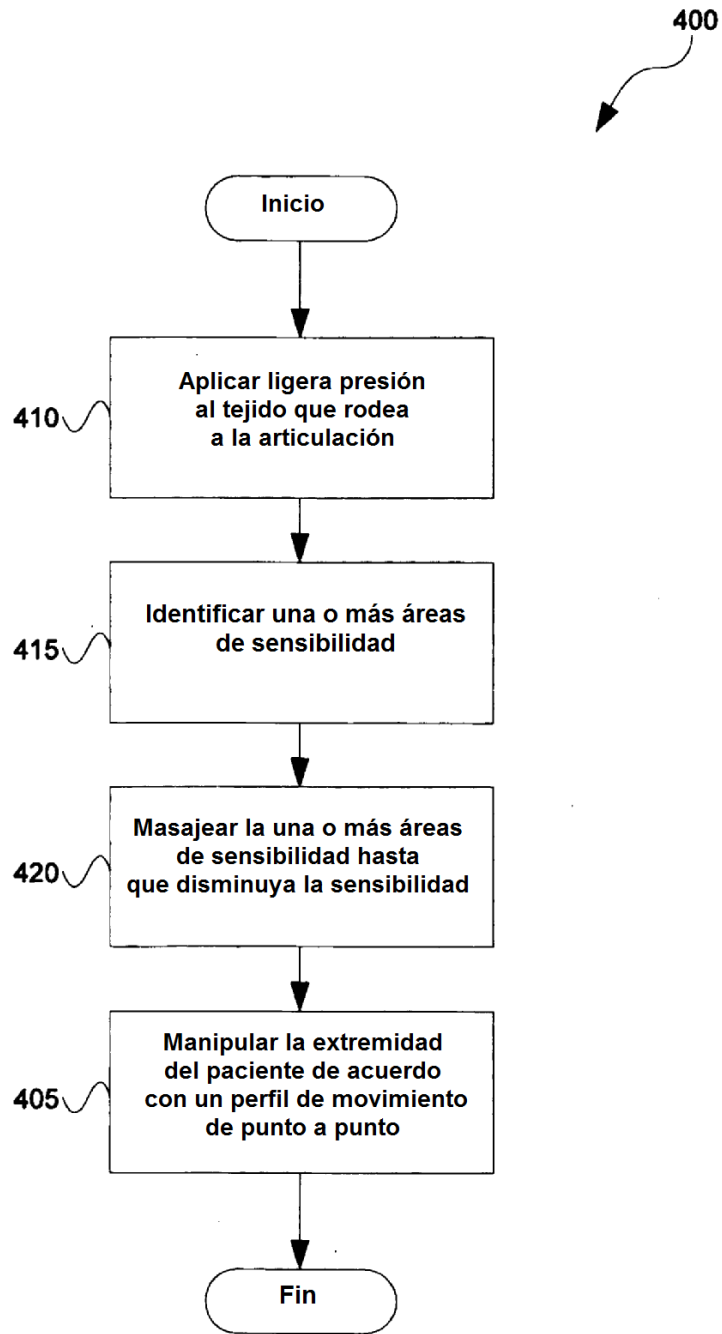 400
Inicio
Aplicar ligera presión
al tejido que rodea
a la articulación
410
Identificar una o más áreas
de sensibilidad
415
Masajear la una o más áreas
de sensibilidad hasta
que disminuya la sensibilidad
420
Manipular la extremidad
del paciente de acuerdo
con un perfil de movimiento
de punto a punto
405
Fin